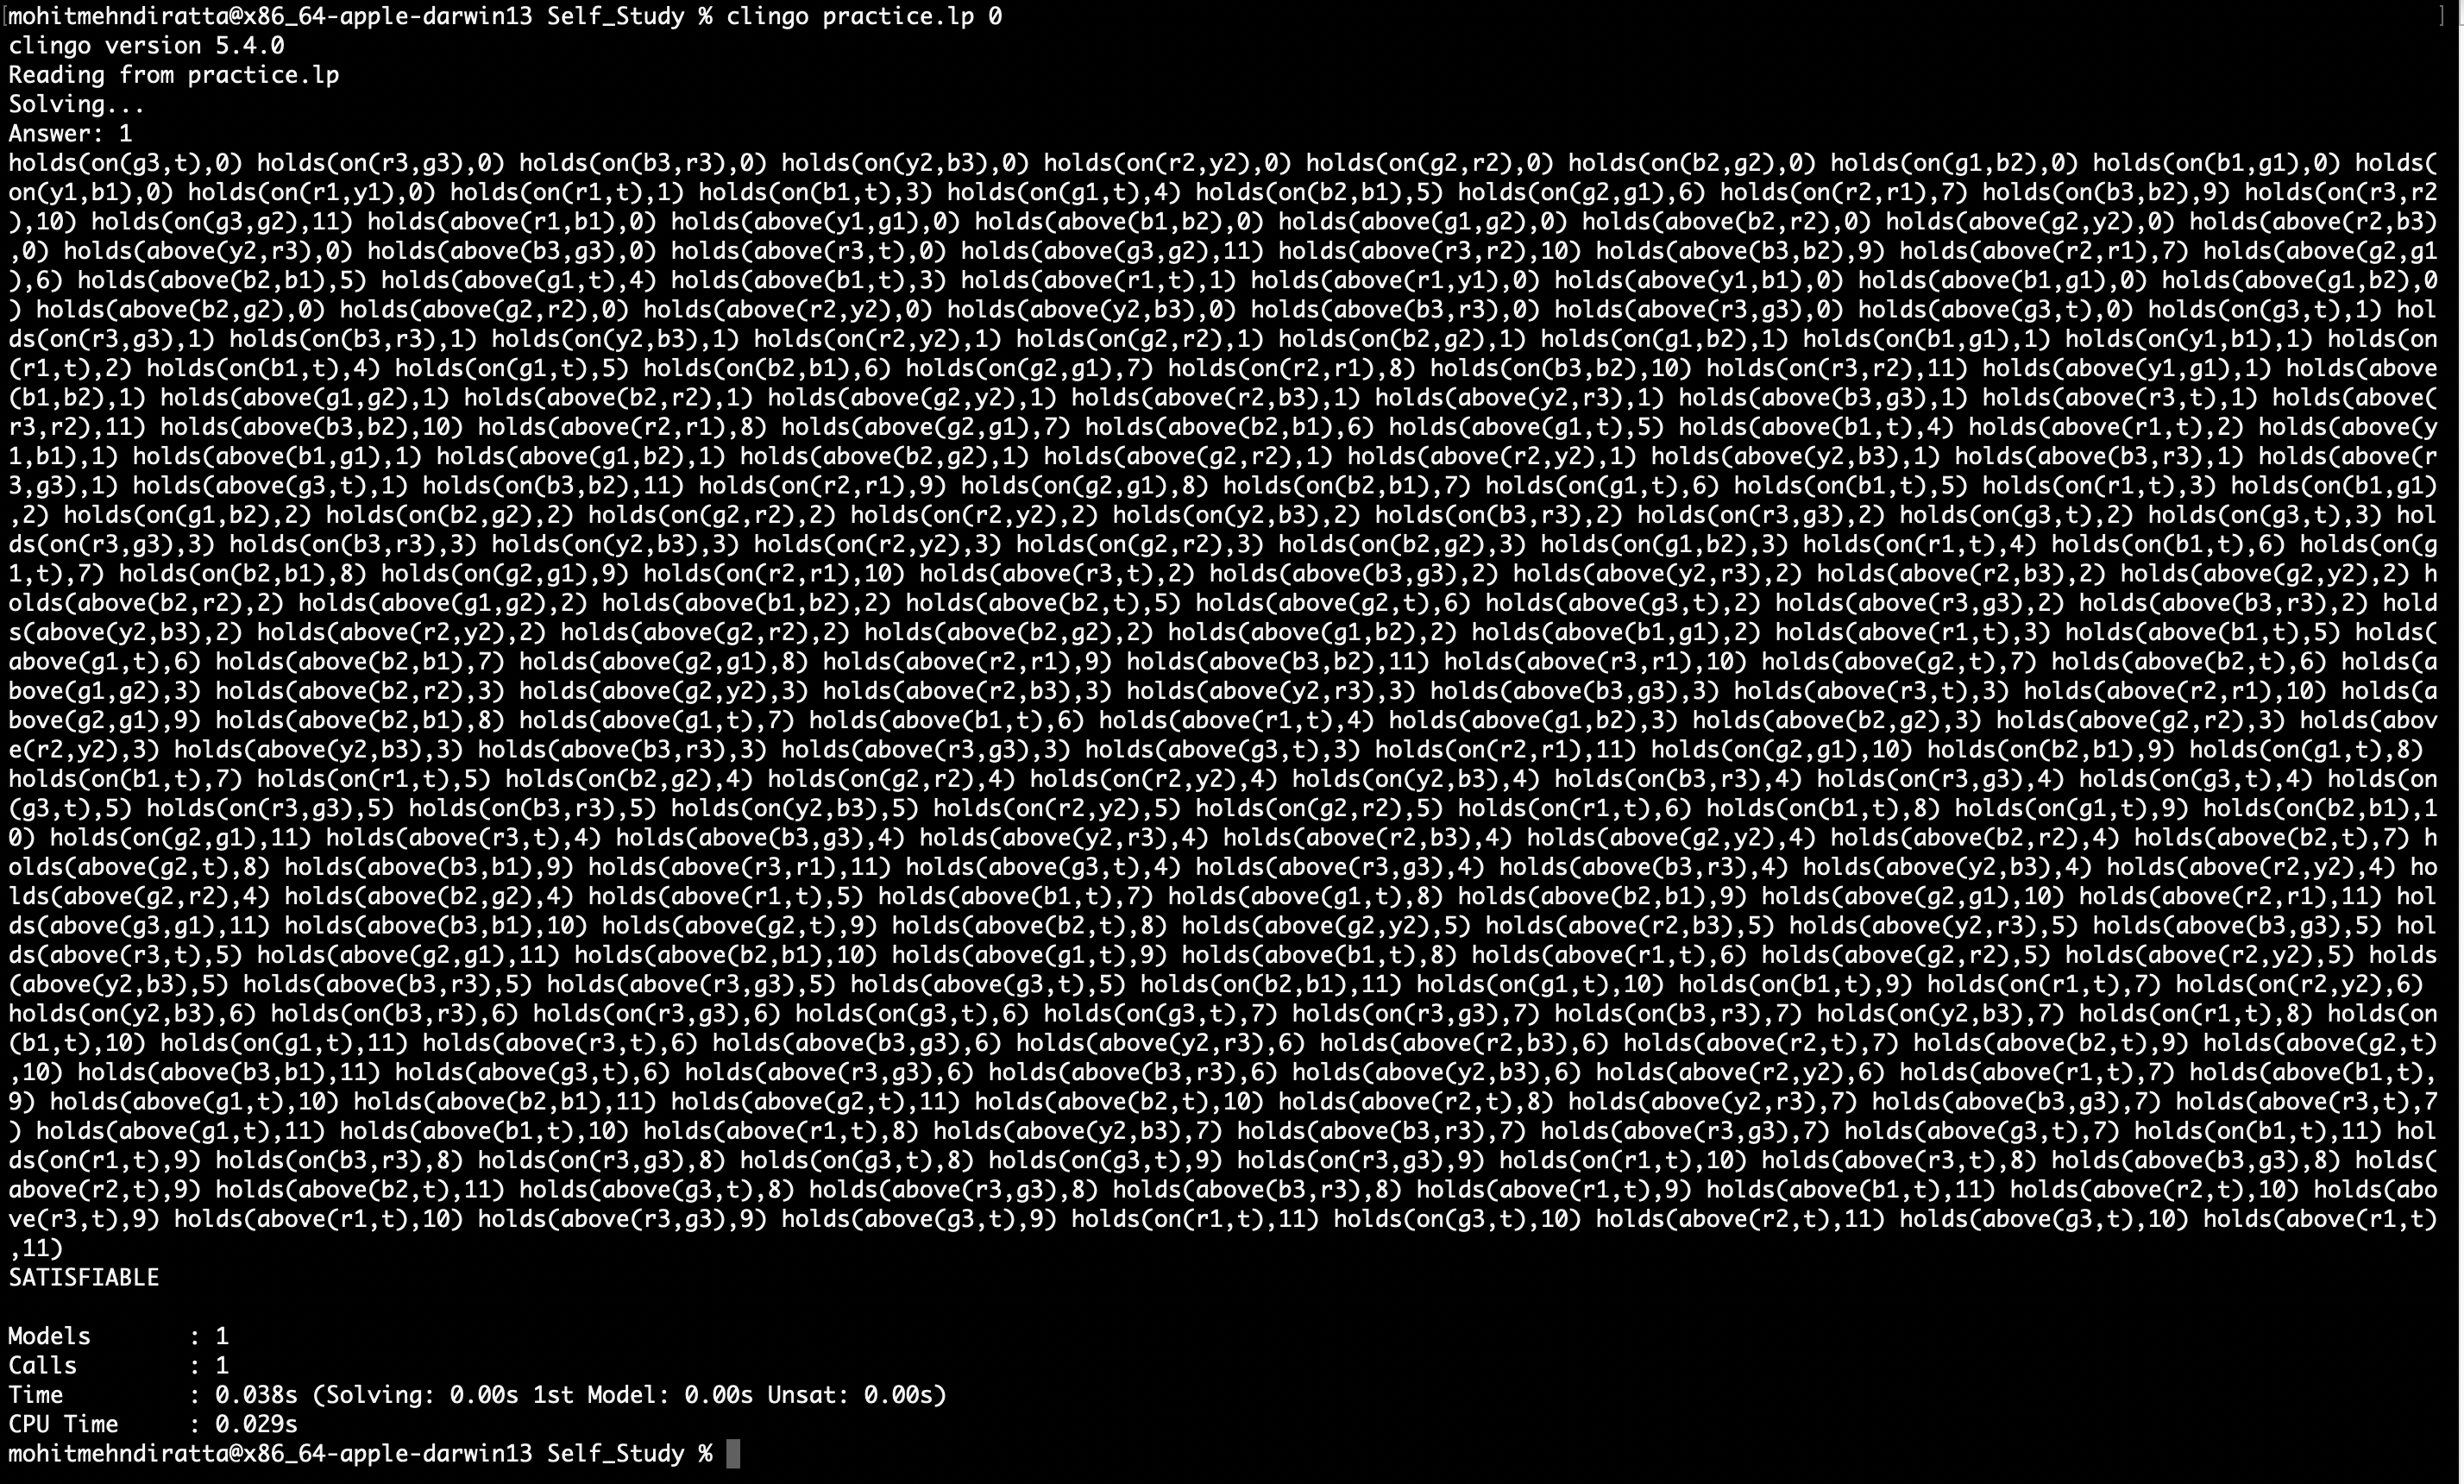 [mohitmehndiratta@x86_64-apple-darwin13 Self_Study % clingo practice.lp 0 ]
clingo version 5.4.0
Reading from practice.lp
Solving...
Answer: 1
holds(on(g3,t),0) holds(on(r3,g3),0) holds(on(b3,r3),0) holds(on(y2,b3),0) holds(on(r2,y2),0) holds(on(g2,r2),0) holds(on(b2,g2),0) holds(on(g1,b2),0) holds(on(b1,g1),0) holds(
on(y1,b1),0) holds(on(r1,y1),0) holds(on(r1,t),1) holds(on(b1,t),3) holds(on(g1,t),4) holds(on(b2,b1),5) holds(on(g2,g1),6) holds(on(r2,r1),7) holds(on(b3,b2),9) holds(on(r3,r2
),10) holds(on(g3,g2),11) holds(above(r1,b1),0) holds(above(y1,g1),0) holds(above(b1,b2),0) holds(above(g1,g2),0) holds(above(b2,r2),0) holds(above(g2,y2),0) holds(above(r2,b3)
,0) holds(above(y2,r3),0) holds(above(b3,g3),0) holds(above(r3,t),0) holds(above(g3,g2),11) holds(above(r3,r2),10) holds(above(b3,b2),9) holds(above(r2,r1),7) holds(above(g2,g1
),6) holds(above(b2,b1),5) holds(above(g1,t),4) holds(above(b1,t),3) holds(above(r1,t),1) holds(above(r1,y1),0) holds(above(y1,b1),0) holds(above(b1,g1),0) holds(above(g1,b2),0
) holds(above(b2,g2),0) holds(above(g2,r2),0) holds(above(r2,y2),0) holds(above(y2,b3),0) holds(above(b3,r3),0) holds(above(r3,g3),0) holds(above(g3,t),0) holds(on(g3,t),1) hol
ds(on(r3,g3),1) holds(on(b3,r3),1) holds(on(y2,b3),1) holds(on(r2,y2),1) holds(on(g2,r2),1) holds(on(b2,g2),1) holds(on(g1,b2),1) holds(on(b1,g1),1) holds(on(y1,b1),1) holds(on
(r1,t),2) holds(on(b1,t),4) holds(on(g1,t),5) holds(on(b2,b1),6) holds(on(g2,g1),7) holds(on(r2,r1),8) holds(on(b3,b2),10) holds(on(r3,r2),11) holds(above(y1,g1),1) holds(above
(b1,b2),1) holds(above(g1,g2),1) holds(above(b2,r2),1) holds(above(g2,y2),1) holds(above(r2,b3),1) holds(above(y2,r3),1) holds(above(b3,g3),1) holds(above(r3,t),1) holds(above(
r3,r2),11) holds(above(b3,b2),10) holds(above(r2,r1),8) holds(above(g2,g1),7) holds(above(b2,b1),6) holds(above(g1,t),5) holds(above(b1,t),4) holds(above(r1,t),2) holds(above(y
1,b1),1) holds(above(b1,g1),1) holds(above(g1,b2),1) holds(above(b2,g2),1) holds(above(g2,r2),1) holds(above(r2,y2),1) holds(above(y2,b3),1) holds(above(b3,r3),1) holds(above(r
3,g3),1) holds(above(g3,t),1) holds(on(b3,b2),11) holds(on(r2,r1),9) holds(on(g2,g1),8) holds(on(b2,b1),7) holds(on(g1,t),6) holds(on(b1,t),5) holds(on(r1,t),3) holds(on(b1,g1)
,2) holds(on(g1,b2),2) holds(on(b2,g2),2) holds(on(g2,r2),2) holds(on(r2,y2),2) holds(on(y2,b3),2) holds(on(b3,r3),2) holds(on(r3,g3),2) holds(on(g3,t),2) holds(on(g3,t),3) hol
ds(on(r3,g3),3) holds(on(b3,r3),3) holds(on(y2,b3),3) holds(on(r2,y2),3) holds(on(g2,r2),3) holds(on(b2,g2),3) holds(on(g1,b2),3) holds(on(r1,t),4) holds(on(b1,t),6) holds(on(g
1,t),7) holds(on(b2,b1),8) holds(on(g2,g1),9) holds(on(r2,r1),10) holds(above(r3,t),2) holds(above(b3,g3),2) holds(above(y2,r3),2) holds(above(r2,b3),2) holds(above(g2,y2),2) h
olds(above(b2,r2),2) holds(above(g1,g2),2) holds(above(b1,b2),2) holds(above(b2,t),5) holds(above(g2,t),6) holds(above(g3,t),2) holds(above(r3,g3),2) holds(above(b3,r3),2) hold
s(above(y2,b3),2) holds(above(r2,y2),2) holds(above(g2,r2),2) holds(above(b2,g2),2) holds(above(g1,b2),2) holds(above(b1,g1),2) holds(above(r1,t),3) holds(above(b1,t),5) holds(
above(g1,t),6) holds(above(b2,b1),7) holds(above(g2,g1),8) holds(above(r2,r1),9) holds(above(b3,b2),11) holds(above(r3,r1),10) holds(above(g2,t),7) holds(above(b2,t),6) holds(a
bove(g1,g2),3) holds(above(b2,r2),3) holds(above(g2,y2),3) holds(above(r2,b3),3) holds(above(y2,r3),3) holds(above(b3,g3),3) holds(above(r3,t),3) holds(above(r2,r1),10) holds(a
bove(g2,g1),9) holds(above(b2,b1),8) holds(above(g1,t),7) holds(above(b1,t),6) holds(above(r1,t),4) holds(above(g1,b2),3) holds(above(b2,g2),3) holds(above(g2,r2),3) holds(abov
e(r2,y2),3) holds(above(y2,b3),3) holds(above(b3,r3),3) holds(above(r3,g3),3) holds(above(g3,t),3) holds(on(r2,r1),11) holds(on(g2,g1),10) holds(on(b2,b1),9) holds(on(g1,t),8)
holds(on(b1,t),7) holds(on(r1,t),5) holds(on(b2,g2),4) holds(on(g2,r2),4) holds(on(r2,y2),4) holds(on(y2,b3),4) holds(on(b3,r3),4) holds(on(r3,g3),4) holds(on(g3,t),4) holds(on
(g3,t),5) holds(on(r3,g3),5) holds(on(b3,r3),5) holds(on(y2,b3),5) holds(on(r2,y2),5) holds(on(g2,r2),5) holds(on(r1,t),6) holds(on(b1,t),8) holds(on(g1,t),9) holds(on(b2,b1),1
0) holds(on(g2,g1),11) holds(above(r3,t),4) holds(above(b3,g3),4) holds(above(y2,r3),4) holds(above(r2,b3),4) holds(above(g2,y2),4) holds(above(b2,r2),4) holds(above(b2,t),7) h
olds(above(g2,t),8) holds(above(b3,b1),9) holds(above(r3,r1),11) holds(above(g3,t),4) holds(above(r3,g3),4) holds(above(b3,r3),4) holds(above(y2,b3),4) holds(above(r2,y2),4) ho
lds(above(g2,r2),4) holds(above(b2,g2),4) holds(above(r1,t),5) holds(above(b1,t),7) holds(above(g1,t),8) holds(above(b2,b1),9) holds(above(g2,g1),10) holds(above(r2,r1),11) hol
ds(above(g3,g1),11) holds(above(b3,b1),10) holds(above(g2,t),9) holds(above(b2,t),8) holds(above(g2,y2),5) holds(above(r2,b3),5) holds(above(y2,r3),5) holds(above(b3,g3),5) hol
ds(above(r3,t),5) holds(above(g2,g1),11) holds(above(b2,b1),10) holds(above(g1,t),9) holds(above(b1,t),8) holds(above(r1,t),6) holds(above(g2,r2),5) holds(above(r2,y2),5) holds
(above(y2,b3),5) holds(above(b3,r3),5) holds(above(r3,g3),5) holds(above(g3,t),5) holds(on(b2,b1),11) holds(on(g1,t),10) holds(on(b1,t),9) holds(on(r1,t),7) holds(on(r2,y2),6)
holds(on(y2,b3),6) holds(on(b3,r3),6) holds(on(r3,g3),6) holds(on(g3,t),6) holds(on(g3,t),7) holds(on(r3,g3),7) holds(on(b3,r3),7) holds(on(y2,b3),7) holds(on(r1,t),8) holds(on
(b1,t),10) holds(on(g1,t),11) holds(above(r3,t),6) holds(above(b3,g3),6) holds(above(y2,r3),6) holds(above(r2,b3),6) holds(above(r2,t),7) holds(above(b2,t),9) holds(above(g2,t)
,10) holds(above(b3,b1),11) holds(above(g3,t),6) holds(above(r3,g3),6) holds(above(b3,r3),6) holds(above(y2,b3),6) holds(above(r2,y2),6) holds(above(r1,t),7) holds(above(b1,t),
9) holds(above(g1,t),10) holds(above(b2,b1),11) holds(above(g2,t),11) holds(above(b2,t),10) holds(above(r2,t),8) holds(above(y2,r3),7) holds(above(b3,g3),7) holds(above(r3,t),7
) holds(above(g1,t),11) holds(above(b1,t),10) holds(above(r1,t),8) holds(above(y2,b3),7) holds(above(b3,r3),7) holds(above(r3,g3),7) holds(above(g3,t),7) holds(on(b1,t),11) hol
ds(on(r1,t),9) holds(on(b3,r3),8) holds(on(r3,g3),8) holds(on(g3,t),8) holds(on(g3,t),9) holds(on(r3,g3),9) holds(on(r1,t),10) holds(above(r3,t),8) holds(above(b3,g3),8) holds(
above(r2,t),9) holds(above(b2,t),11) holds(above(g3,t),8) holds(above(r3,g3),8) holds(above(b3,r3),8) holds(above(r1,t),9) holds(above(b1,t),11) holds(above(r2,t),10) holds(abo
ve(r3,t),9) holds(above(r1,t),10) holds(above(r3,g3),9) holds(above(g3,t),9) holds(on(r1,t),11) holds(on(g3,t),10) holds(above(r2,t),11) holds(above(g3,t),10) holds(above(r1,t)
,11)
SATISFIABLE
Models : 1
Calls : 1
Time : 0.038s (Solving: 0.00s 1st Model: 0.00s Unsat: 0.00s)
CPU Time : 0.029s
mohitmehndiratta@x86_64-apple-darwin13 Self_Study %